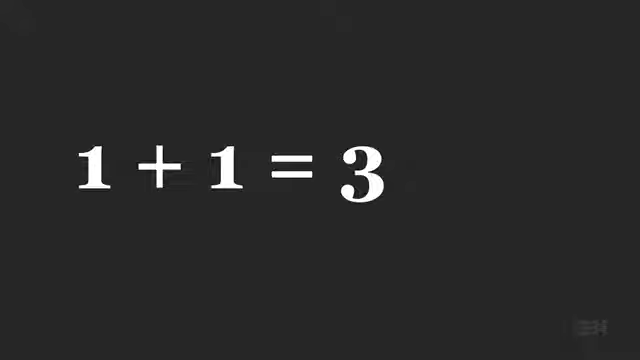 1 + 1 = 3